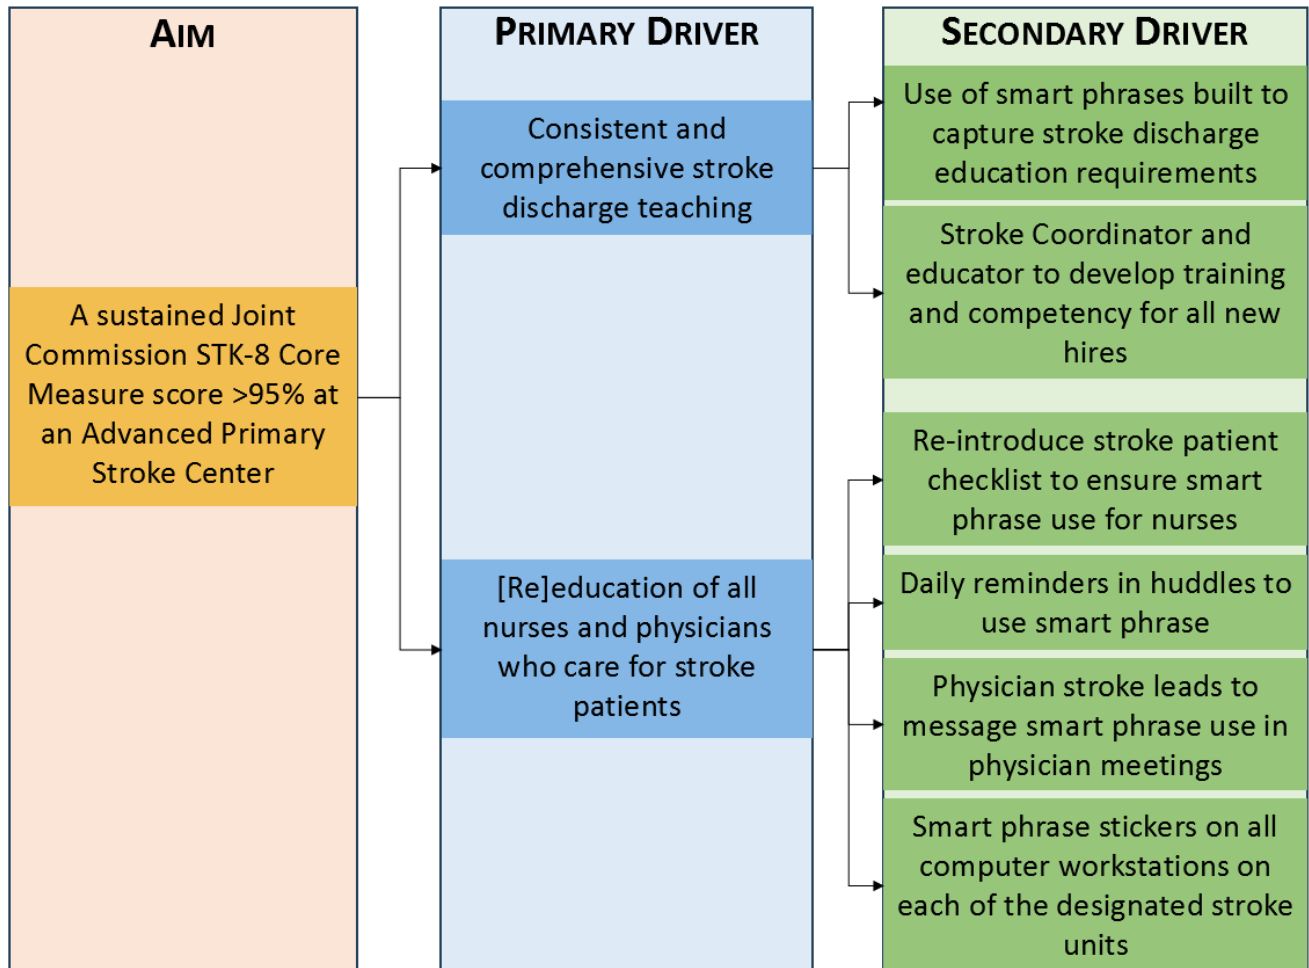 AIM
A sustained Joint
Commission STK-8 Core
Measure score >95% at
an Advanced Primary
Stroke Center
PRIMARY DRIVER
Consistent and
comprehensive stroke
discharge teaching
[Re]education of all
nurses and physicians
who care for stroke
patients
SECONDARY DRIVER
Use of smart phrases built to
capture stroke discharge
education requirements
Stroke Coordinator and
educator to develop training
and competency for all new
hires
Re-introduce stroke patient
checklist to ensure smart
phrase use for nurses
Daily reminders in huddles to
use smart phrase
Physician stroke leads to
message smart phrase use in
physician meetings
Smart phrase stickers on all
computer workstations on
each of the designated stroke
units